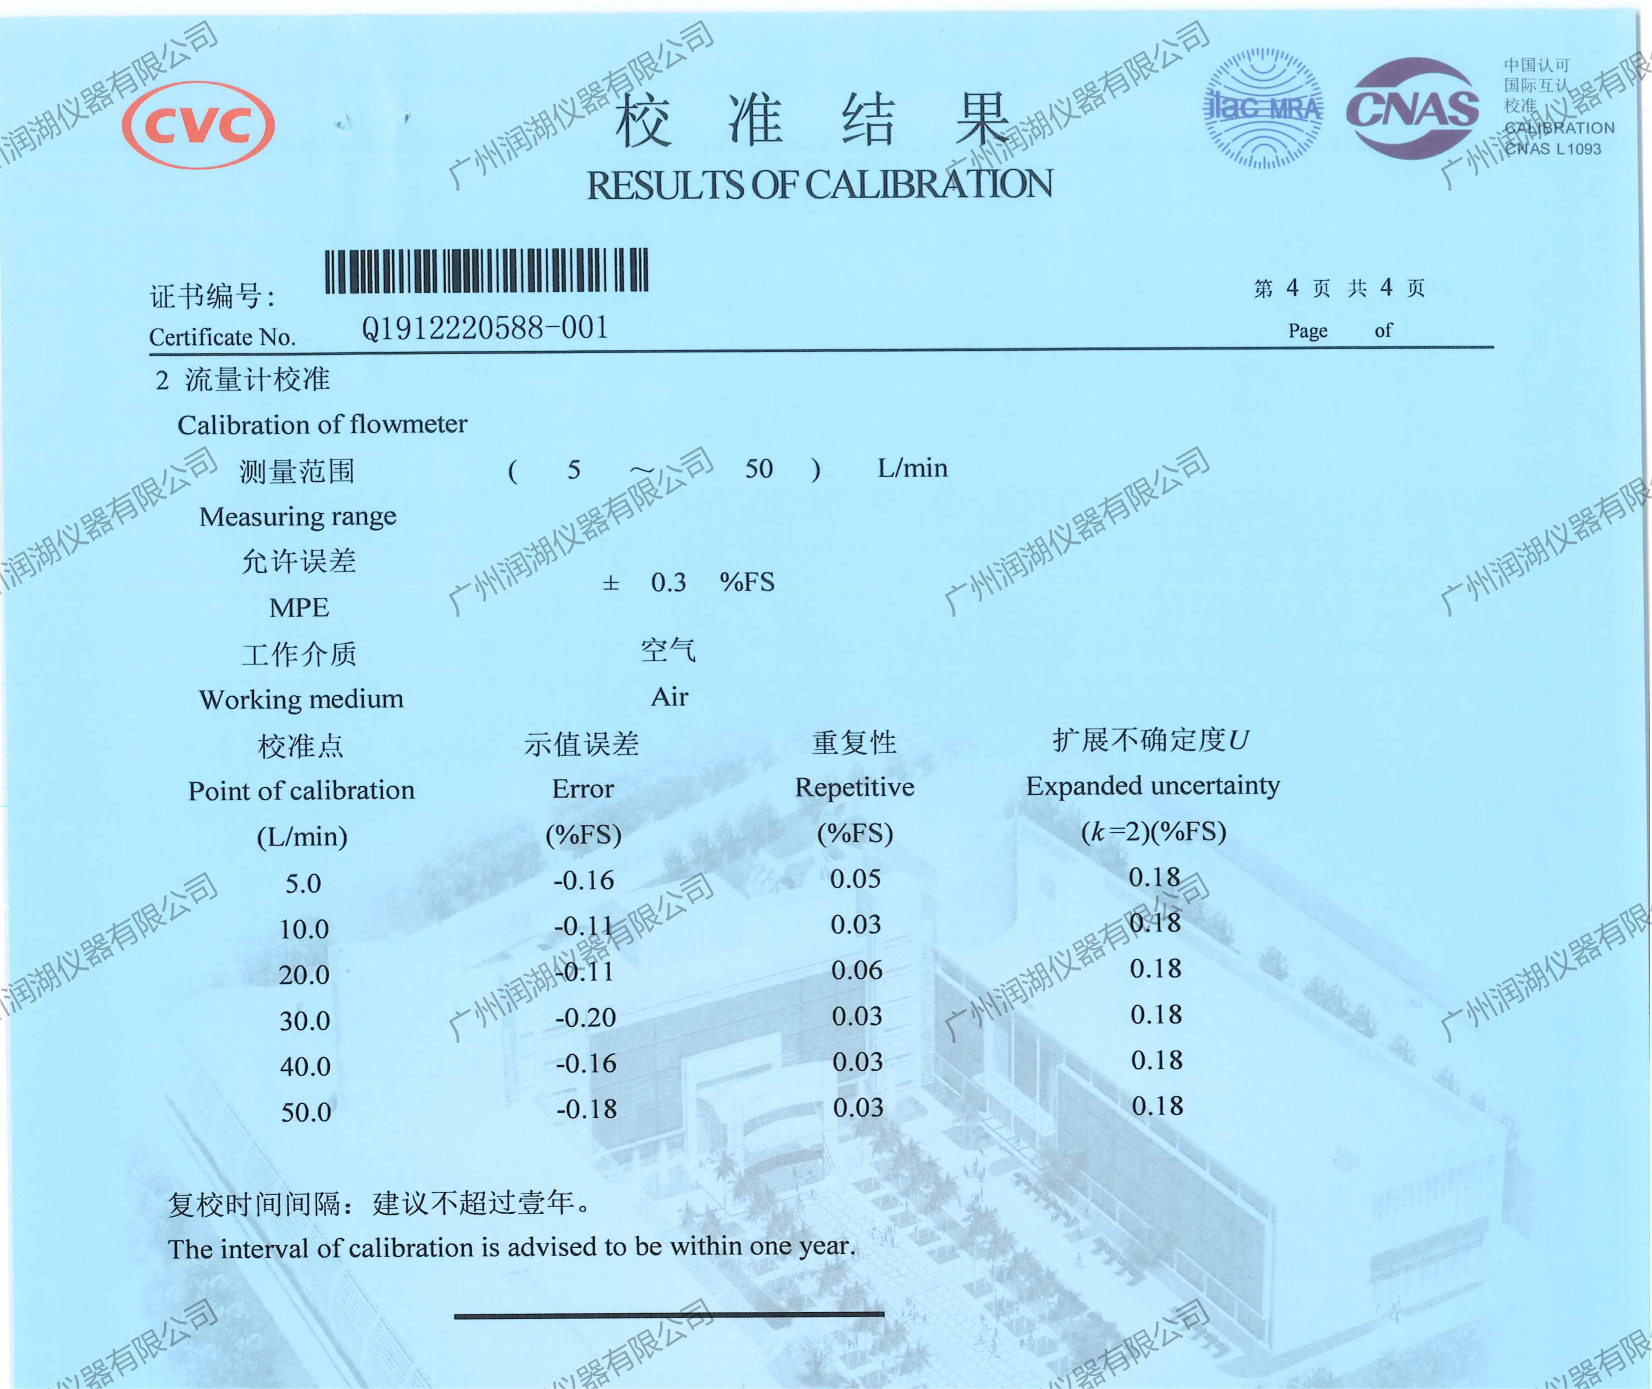 CVC
校准结果
RESULTS OF CALIBRATION
ilac-MRA
CNAS
中国认可
国际互认
校准
CALIBRATION
CNAS L1093
证书编号：
Certificate No.
Q1912220588-001
第 4 页 共 4 页
Page of
2 流量计校准
Calibration of flowmeter
测量范围 ( 5 ～ 50 ) L/min
Measuring range
允许误差
MPE
± 0.3 %FS
工作介质 空气
Working medium Air
校准点 示值误差 重复性 扩展不确定度U
Point of calibration Error Repetitive Expanded uncertainty
(L/min) (%FS) (%FS) (k=2)(%FS)
5.0 -0.16 0.05 0.18
10.0 -0.11 0.03 0.18
20.0 -0.11 0.06 0.18
30.0 -0.20 0.03 0.18
40.0 -0.16 0.03 0.18
50.0 -0.18 0.03 0.18
复校时间间隔：建议不超过壹年。
The interval of calibration is advised to be within one year.
广州润湖仪器有限公司